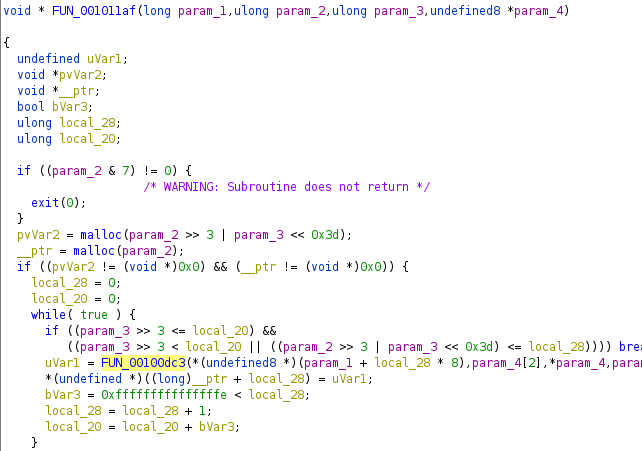 void * FUN_001011af(long param_1,ulong param_2,ulong param_3,undefined8 *param_4)
{
undefined uVar1;
void *pvVar2;
void *__ptr;
bool bVar3;
ulong local_28;
ulong local_20;
if ((param_2 & 7) != 0) {
/* WARNING: Subroutine does not return */
exit(0);
}
pvVar2 = malloc(param_2 >> 3 | param_3 << 0x3d);
__ptr = malloc(param_2);
if ((pvVar2 != (void *)0x0) && (__ptr != (void *)0x0)) {
local_28 = 0;
local_20 = 0;
while( true ) {
if ((param_3 >> 3 <= local_20) &&
((param_3 >> 3 < local_20 || ((param_2 >> 3 | param_3 << 0x3d) <= local_28)))) brea
uVar1 = FUN_00100dc3(*(undefined8 *)(param_1 + local_28 * 8),param_4[2],*param_4,param
*(undefined *)((long)__ptr + local_28) = uVar1;
bVar3 = 0xfffffffffffffffe < local_28;
local_28 = local_28 + 1;
local_20 = local_20 + bVar3;
}